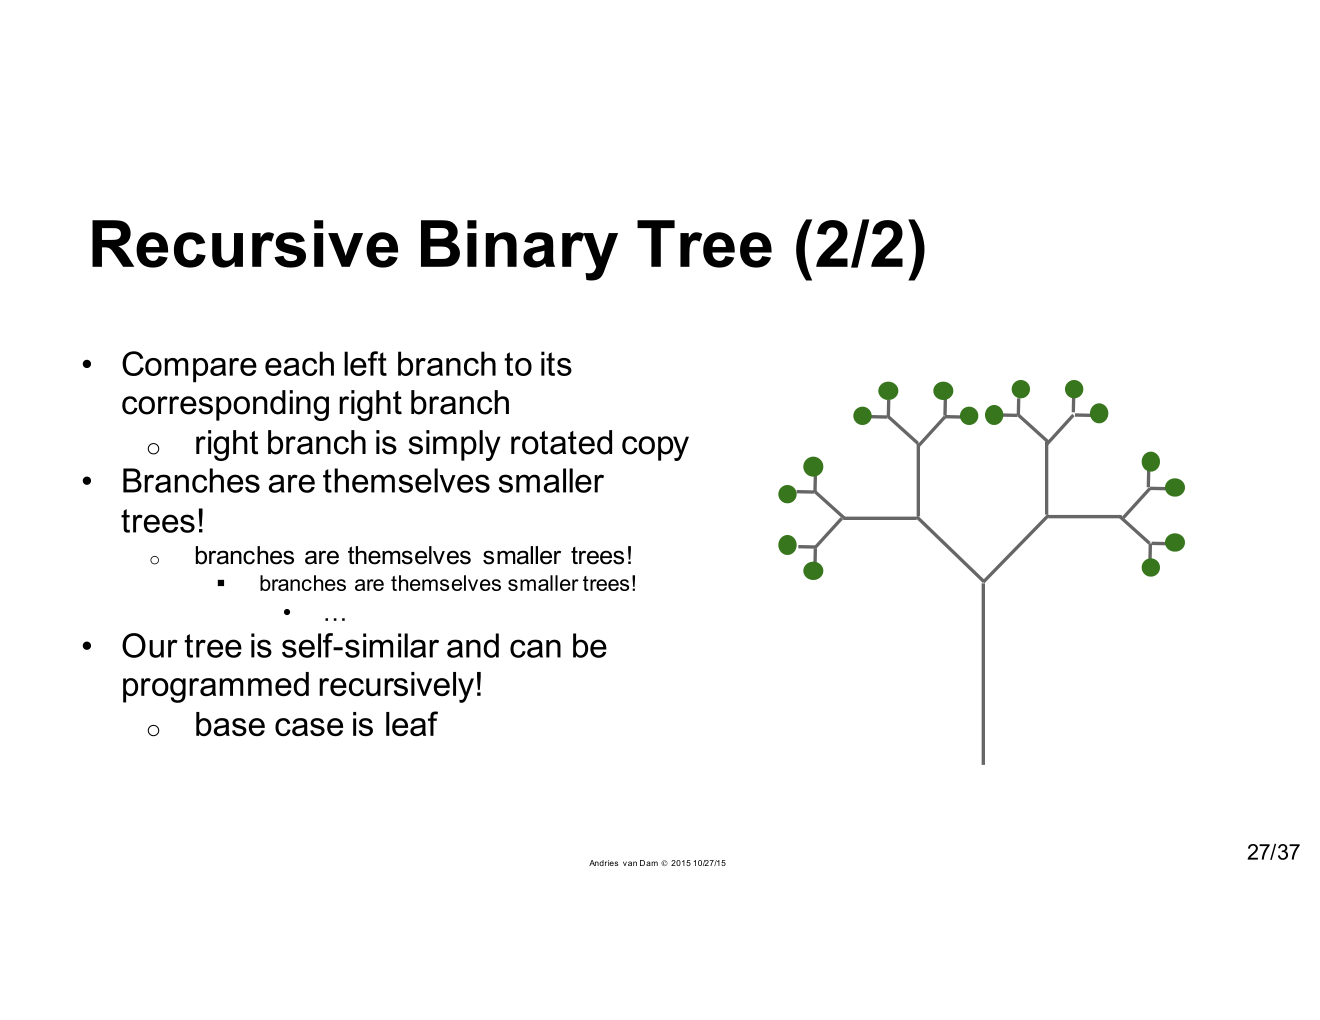 Recursive Binary Tree (2/2)
• Compare each left branch to its
corresponding right branch
o right branch is simply rotated copy
• Branches are themselves smaller
trees!
o branches are themselves smaller trees!
▪ branches are themselves smaller trees!
• …
• Our tree is self-similar and can be
programmed recursively!
o base case is leaf
Andries van Dam © 2015 10/27/15
27/37